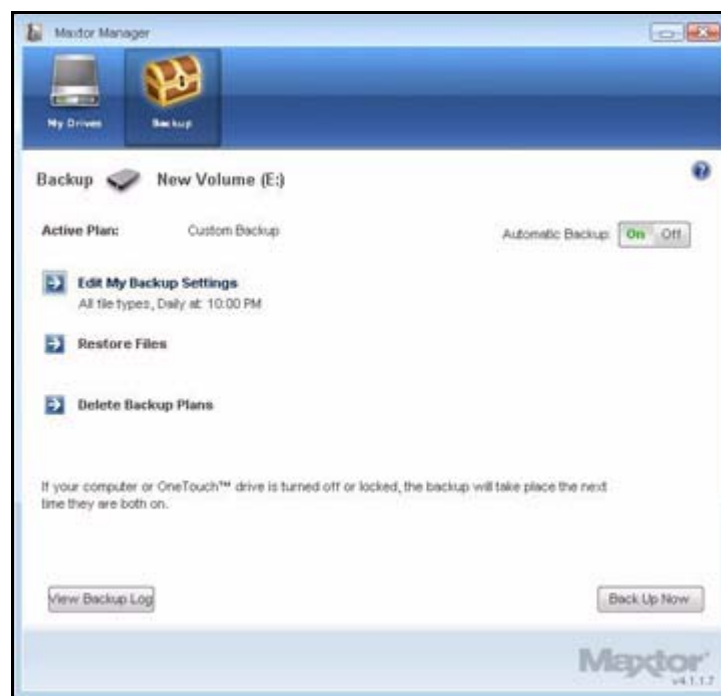 Maxtor Manager
My Drives
Backup
Backup New Volume (E:)
Active Plan: Custom Backup
Automatic Backup: On Off
Edit My Backup Settings
All file types, Daily at: 10:00 PM
Restore Files
Delete Backup Plans
If your computer or OneTouch™ drive is turned off or locked, the backup will take place the next
time they are both on.
View Backup Log
Back Up Now
Maxtor
v4.1.1.7